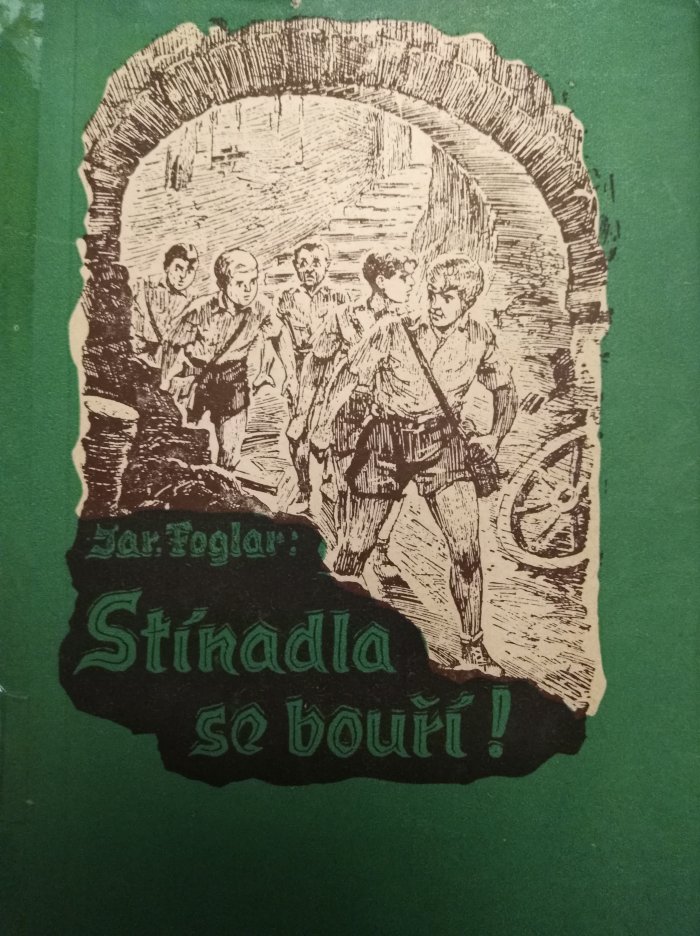 Jar. Foglar:
Stínadla
se bouří!